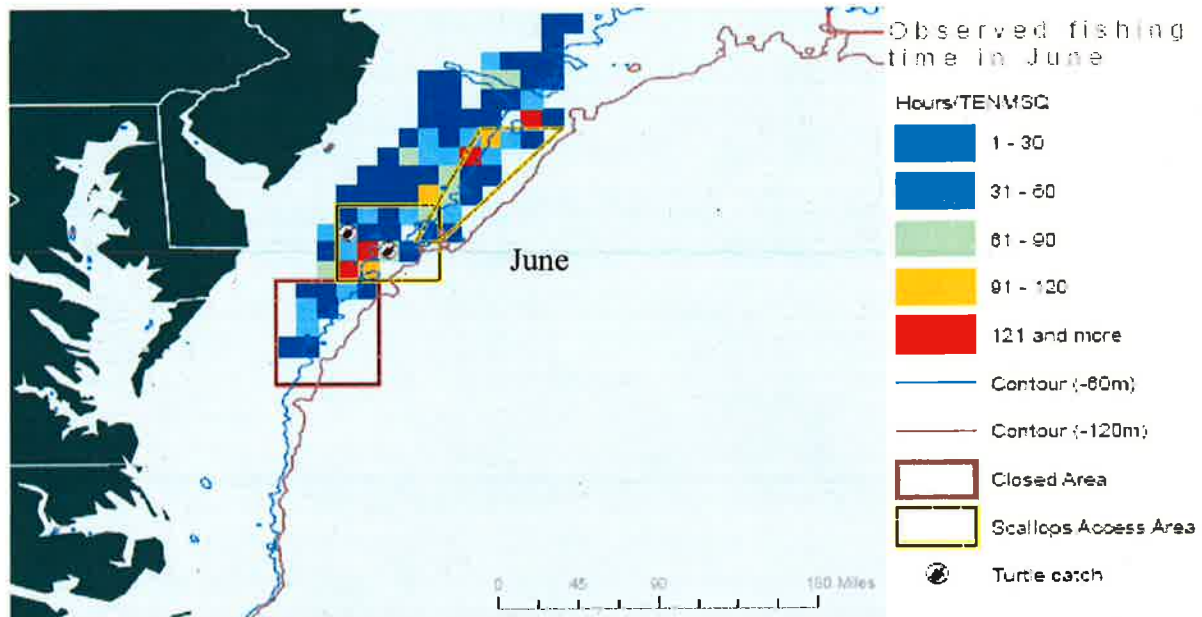 Observed fishing
time in June
Hours/TENMSQ
1 - 30
31 - 60
61 - 90
91 - 120
121 and more
Contour (-60m)
Contour (-120m)
Closed Area
Scallops Access Area
Turtle catch
June
0 45 90 180 Miles